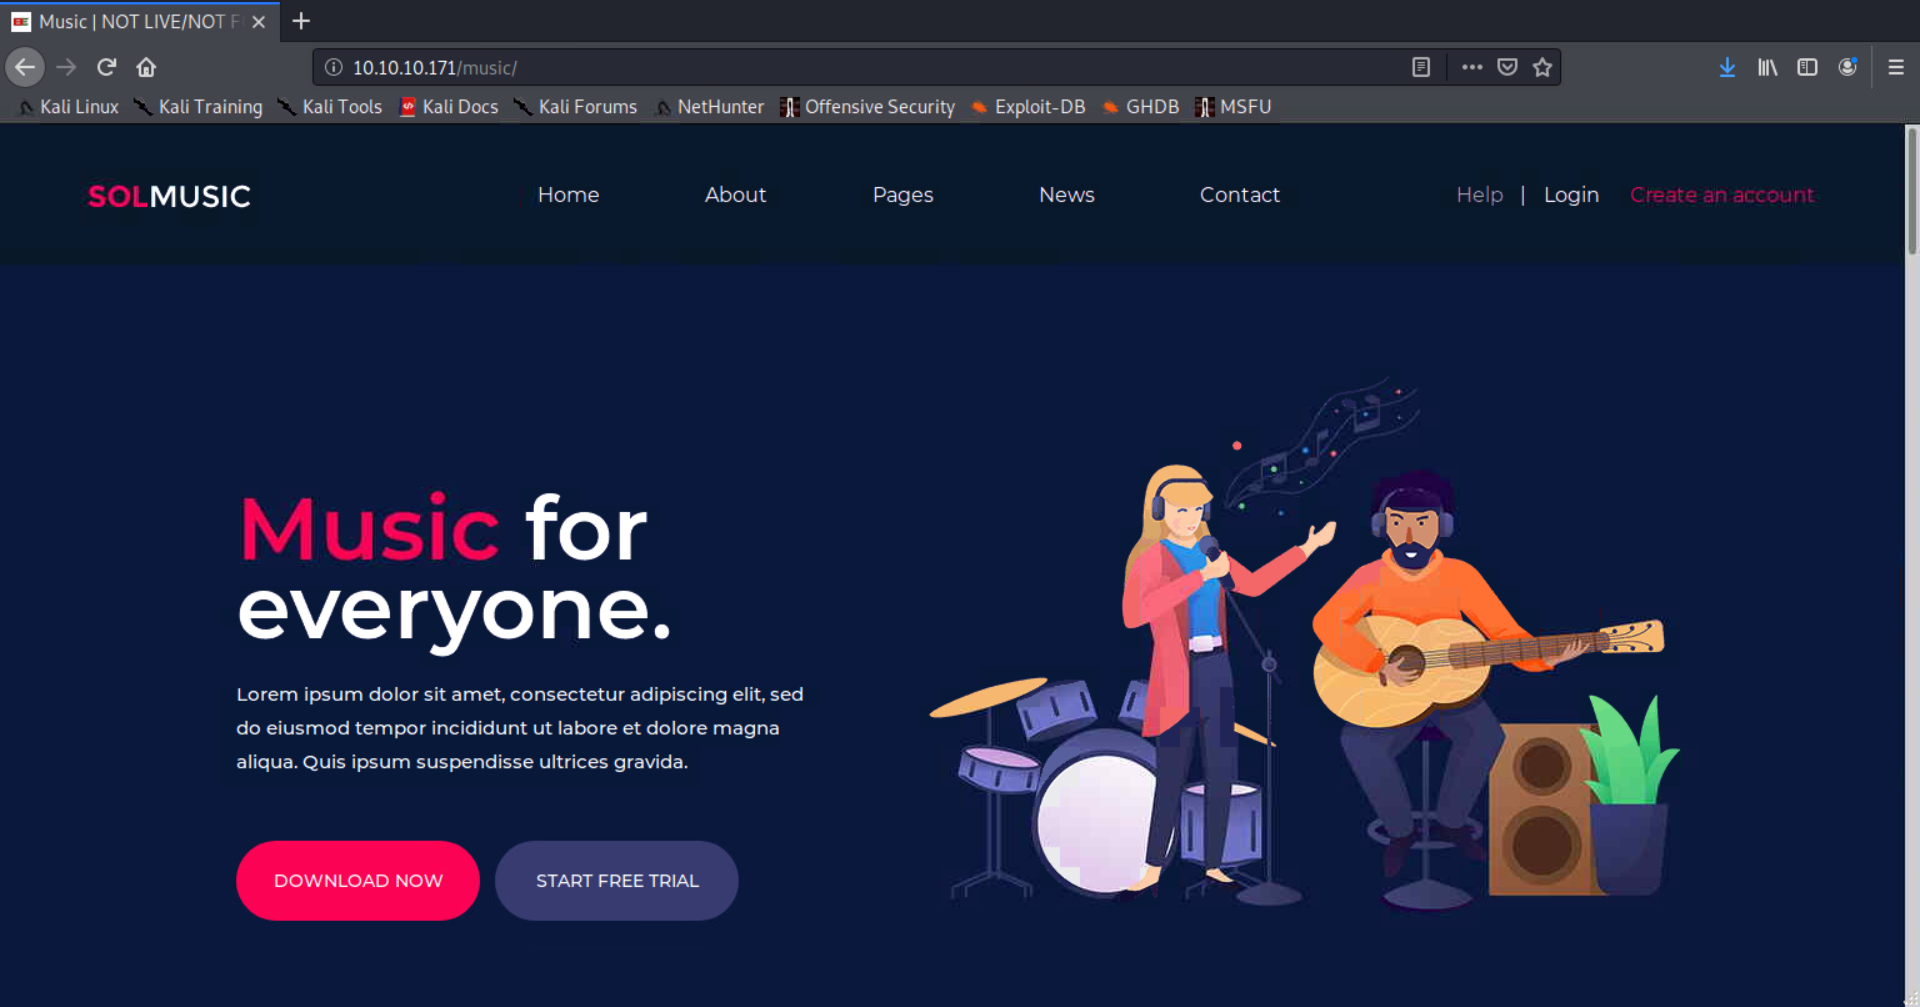 Music | NOT LIVE/NOT F
10.10.10.171/music/
Kali Linux Kali Training Kali Tools Kali Docs Kali Forums NetHunter Offensive Security Exploit-DB GHDB MSFU
SOLMUSIC Home About Pages News Contact Help | Login Create an account
Music for
everyone.
Lorem ipsum dolor sit amet, consectetur adipiscing elit, sed
do eiusmod tempor incididunt ut labore et dolore magna
aliqua. Quis ipsum suspendisse ultrices gravida.
DOWNLOAD NOW START FREE TRIAL